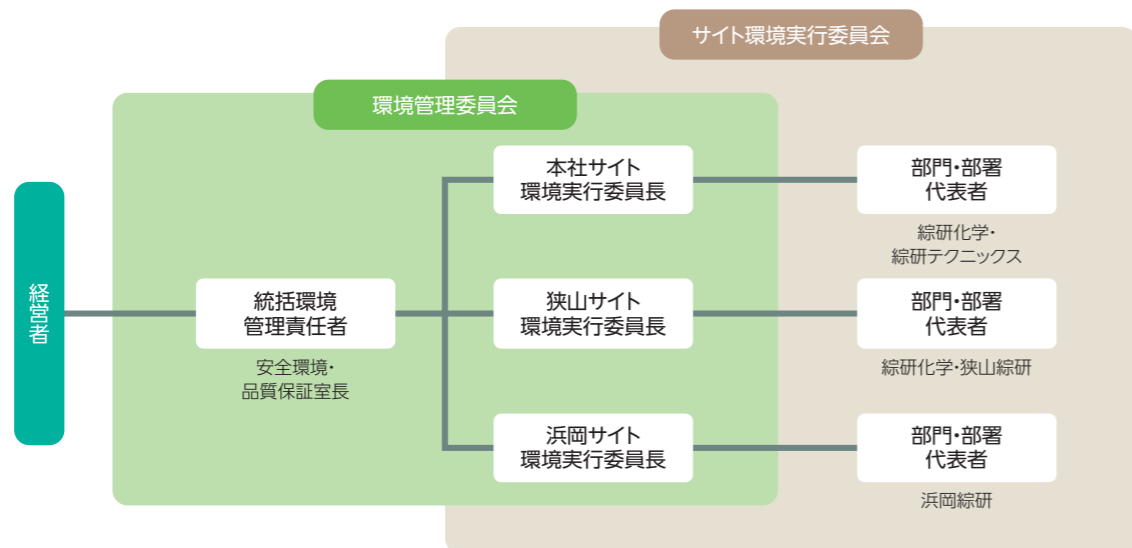 サイト環境実行委員会
環境管理委員会
経営者
統括環境
管理責任者
安全環境・
品質保証室長
本社サイト
環境実行委員長
部門・部署
代表者
綜研化学・
綜研テクニックス
狭山サイト
環境実行委員長
部門・部署
代表者
綜研化学・狭山綜研
浜岡サイト
環境実行委員長
部門・部署
代表者
浜岡綜研